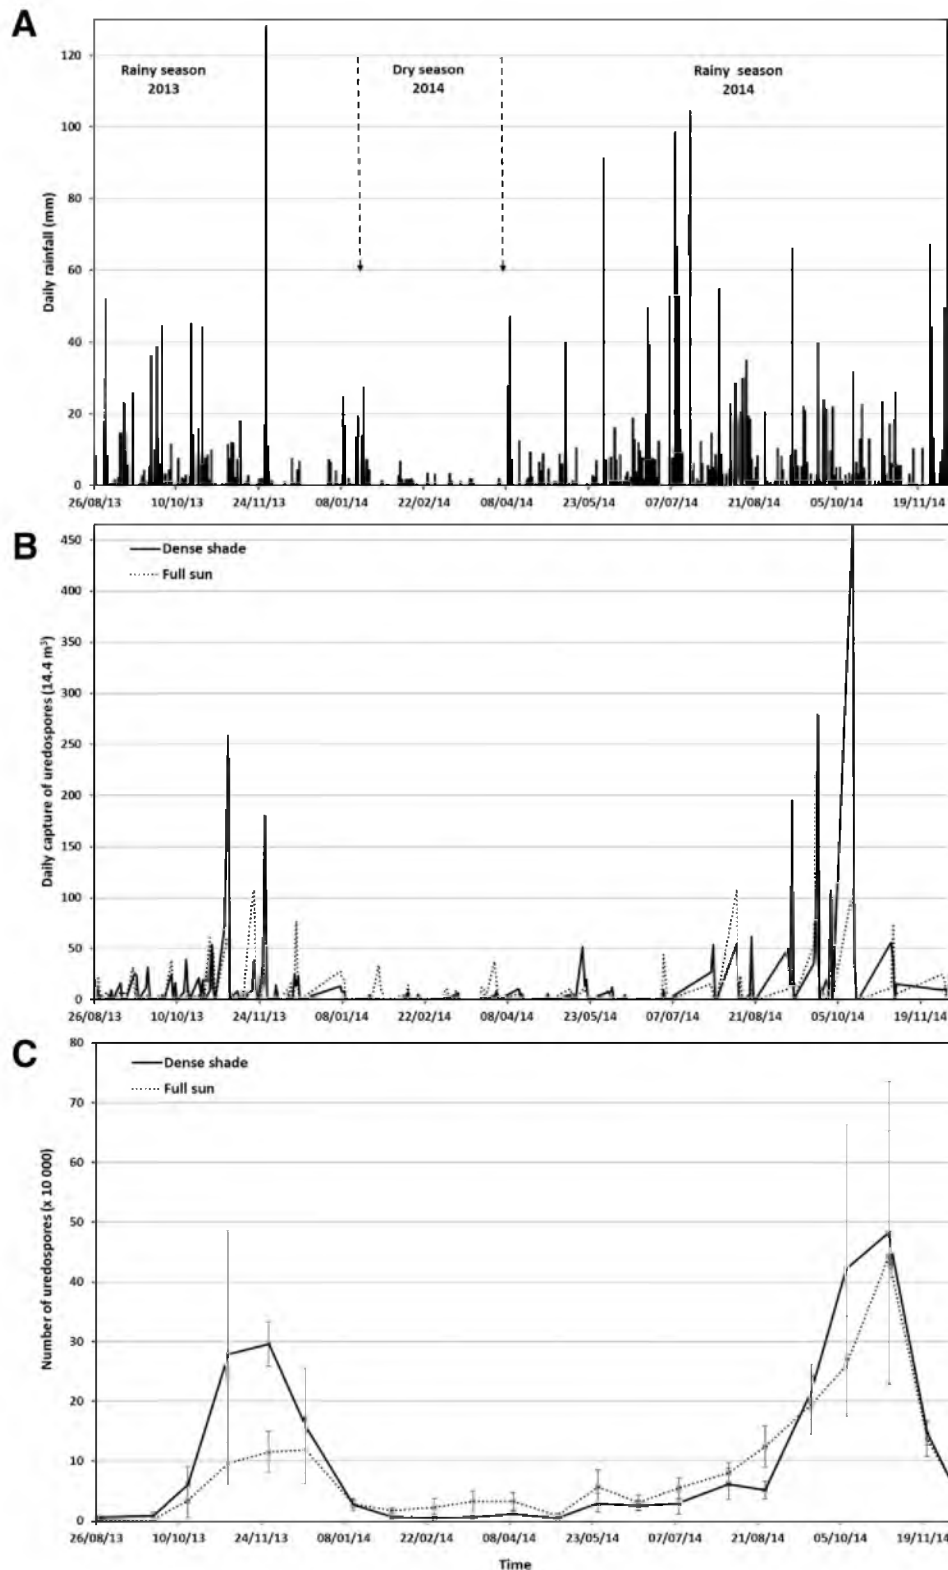 A
120
100
80
60
40
20
0
Daily rainfall (mm)
Rainy season
2013
Dry season
2014
Rainy season
2014
26/08/13 10/10/13 24/11/13 08/01/14 22/02/14 08/04/14 23/05/14 07/07/14 21/08/14 05/10/14 19/11/14
B
450
400
350
300
250
200
150
100
50
0
Daily capture of uredospores (14.4 m³)
Dense shade
Full sun
26/08/13 10/10/13 24/11/13 08/01/14 22/02/14 08/04/14 23/05/14 07/07/14 21/08/14 05/10/14 19/11/14
C
80
70
60
50
40
30
20
10
0
Number of uredospores (x 10 000)
Dense shade
Full sun
26/08/13 10/10/13 24/11/13 08/01/14 22/02/14 08/04/14 23/05/14 07/07/14 21/08/14 05/10/14 19/11/14
Time